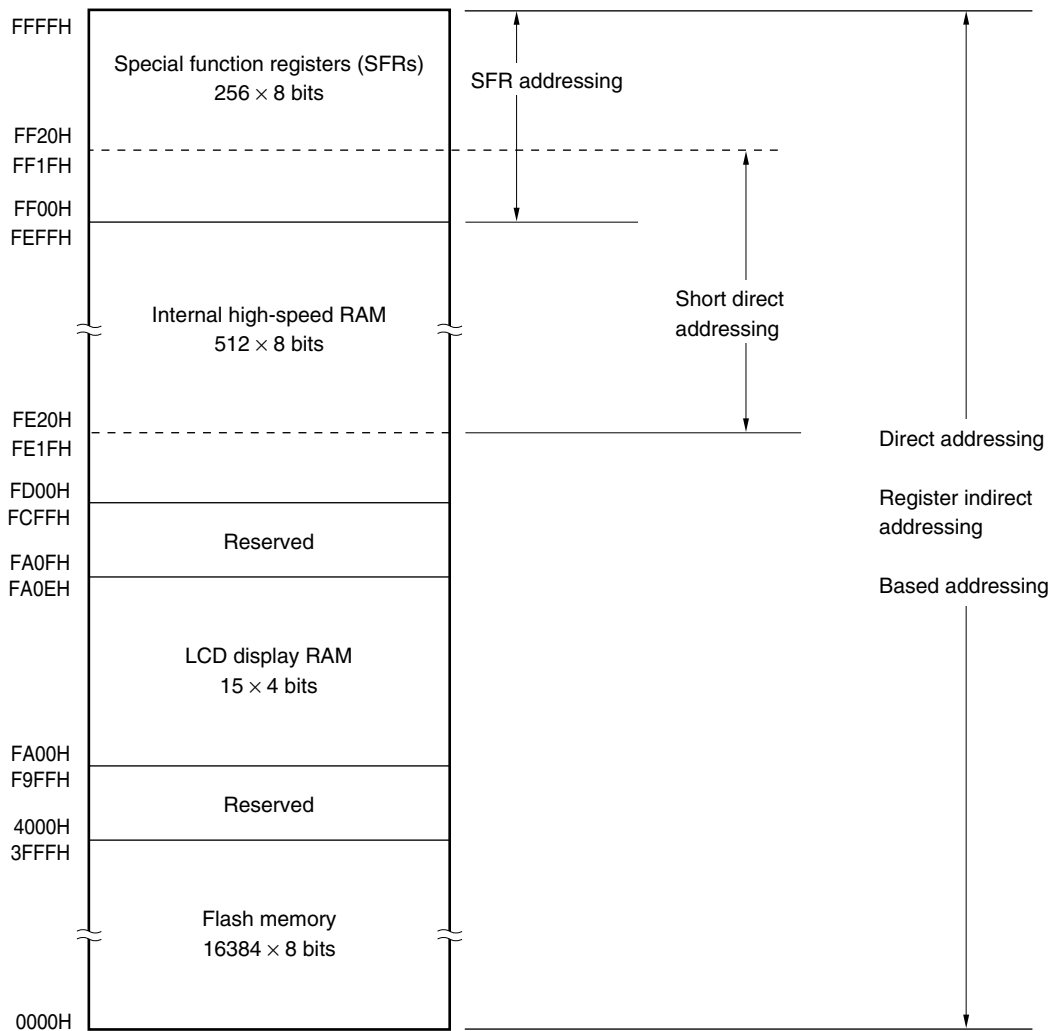 FFFFH
Special function registers (SFRs)
256 × 8 bits
SFR addressing
FF20H
FF1FH
FF00H
FEFFH
Internal high-speed RAM
512 × 8 bits
Short direct
addressing
FE20H
FE1FH
Direct addressing
Register indirect
addressing
Based addressing
FD00H
FCFFH
Reserved
FA0FH
FA0EH
LCD display RAM
15 × 4 bits
FA00H
F9FFH
Reserved
4000H
3FFFH
Flash memory
16384 × 8 bits
0000H